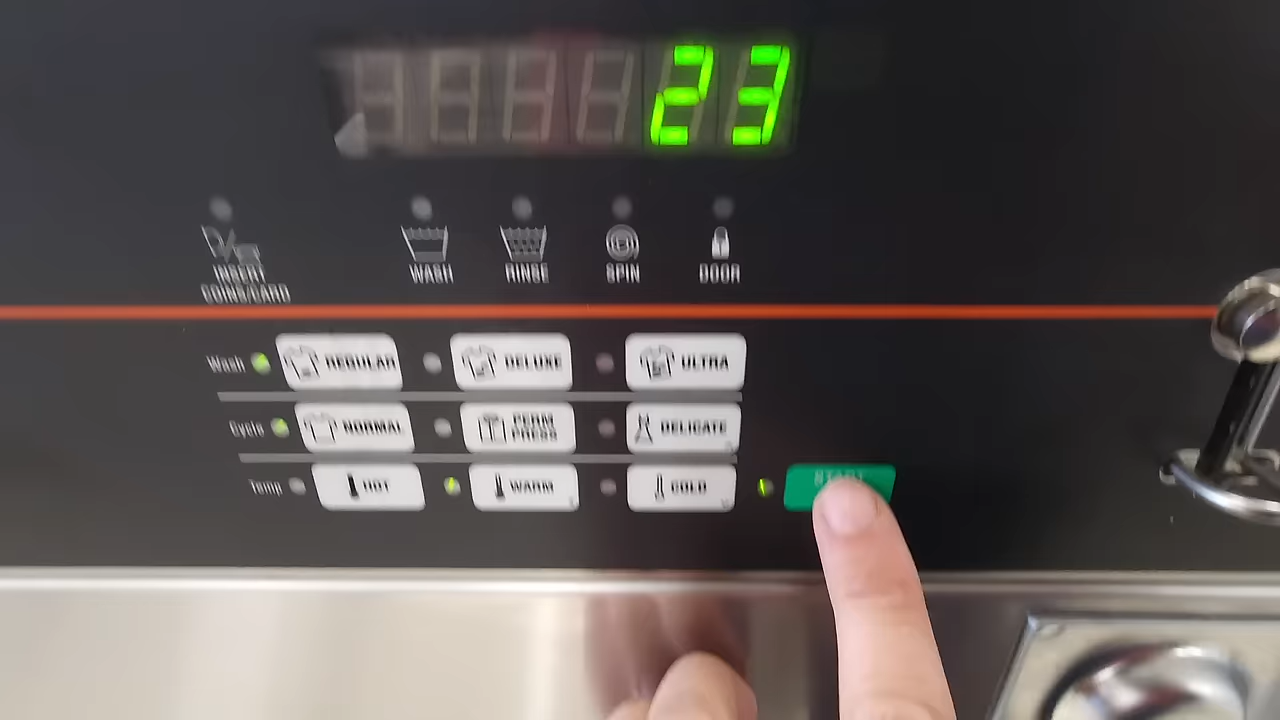 23
INSERT
COINS/CARD
WASH
RINSE
SPIN
DOOR
Wash
REGULAR
DELUXE
ULTRA
Cycle
NORMAL
PERM
PRESS
DELICATE
Temp
HOT
WARM
COLD
START